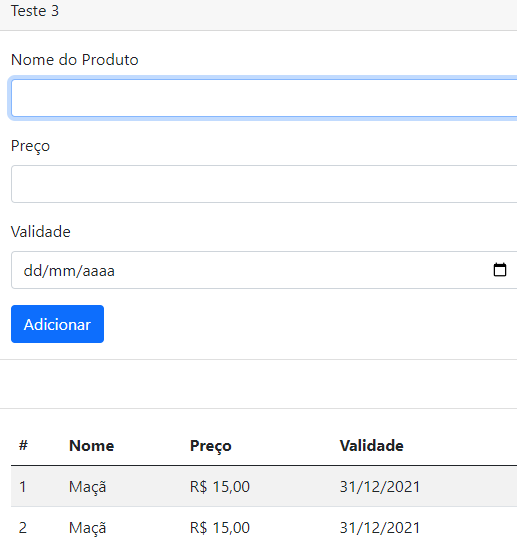 Teste 3
Nome do Produto
Preço
Validade
dd/mm/aaaa
Adicionar
# Nome Preço Validade
1 Maçã R$ 15,00 31/12/2021
2 Maçã R$ 15,00 31/12/2021